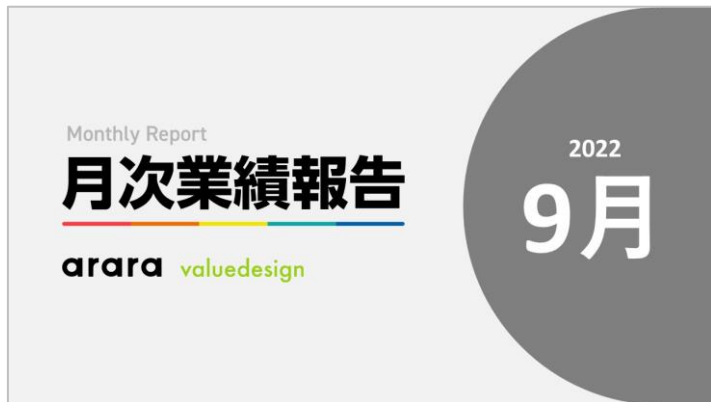 Monthly Report
月次業績報告
arara valuedesign
2022
9月